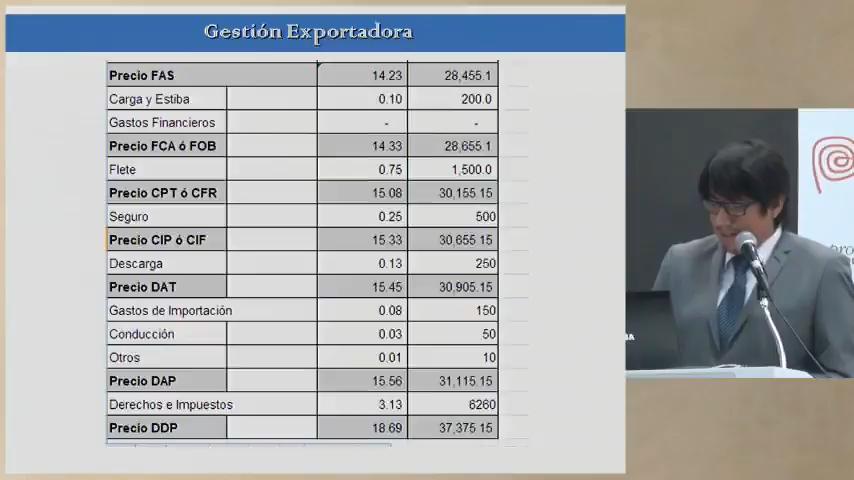 Gestión Exportadora
Precio FAS 14.23 28,455.1
Carga y Estiba 0.10 200.0
Gastos Financieros - -
Precio FCA ó FOB 14.33 28,655.1
Flete 0.75 1,500.0
Precio CPT ó CFR 15.08 30,155.15
Seguro 0.25 500
Precio CIP ó CIF 15.33 30,655.15
Descarga 0.13 250
Precio DAT 15.45 30,905.15
Gastos de Importación 0.08 150
Conducción 0.03 50
Otros 0.01 10
Precio DAP 15.56 31,115.15
Derechos e Impuestos 3.13 6260
Precio DDP 18.69 37,375.15